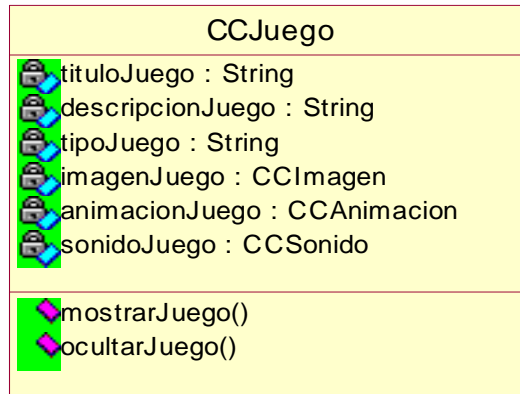 CCJuego
tituloJuego : String
descripcionJuego : String
tipoJuego : String
imagenJuego : CCImagen
animacionJuego : CCAnimacion
sonidoJuego : CCSonido
mostrarJuego()
ocultarJuego()